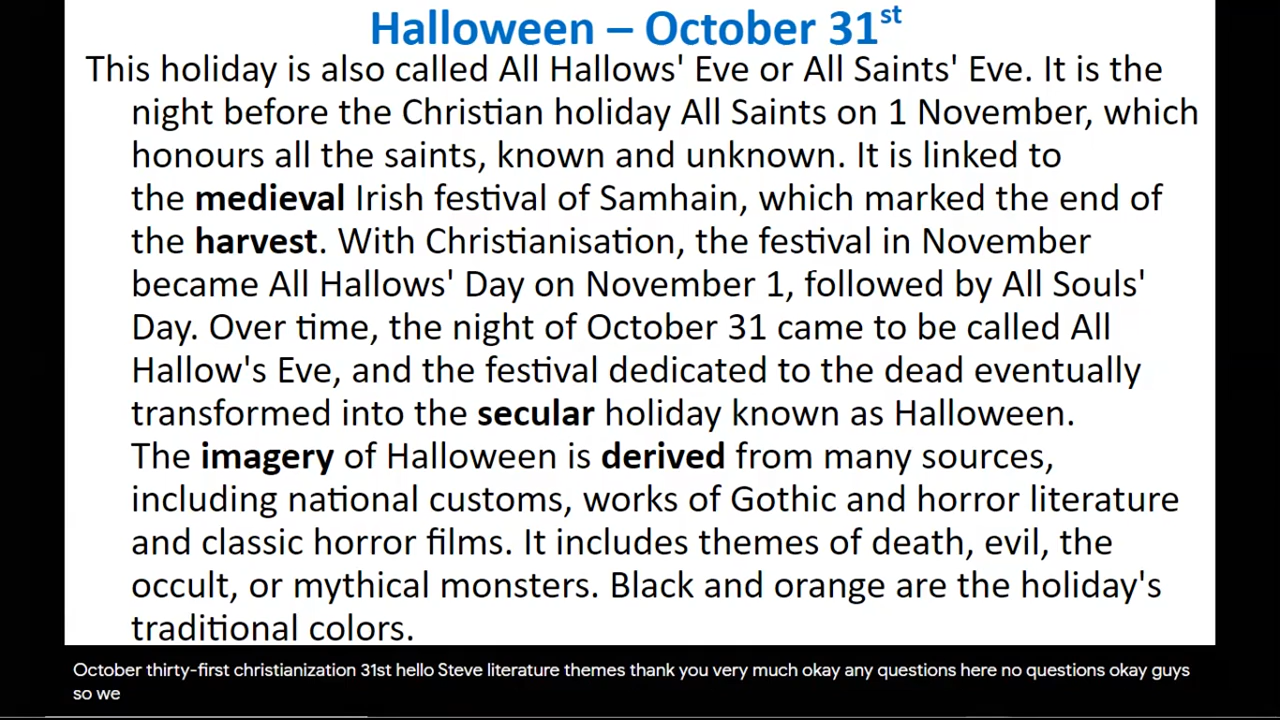 Halloween – October 31st
This holiday is also called All Hallows' Eve or All Saints' Eve. It is the
night before the Christian holiday All Saints on 1 November, which
honours all the saints, known and unknown. It is linked to
the medieval Irish festival of Samhain, which marked the end of
the harvest. With Christianisation, the festival in November
became All Hallows' Day on November 1, followed by All Souls'
Day. Over time, the night of October 31 came to be called All
Hallow's Eve, and the festival dedicated to the dead eventually
transformed into the secular holiday known as Halloween.
The imagery of Halloween is derived from many sources,
including national customs, works of Gothic and horror literature
and classic horror films. It includes themes of death, evil, the
occult, or mythical monsters. Black and orange are the holiday's
traditional colors.
October thirty-first christianization 31st hello Steve literature themes thank you very much okay any questions here no questions okay guys
so we